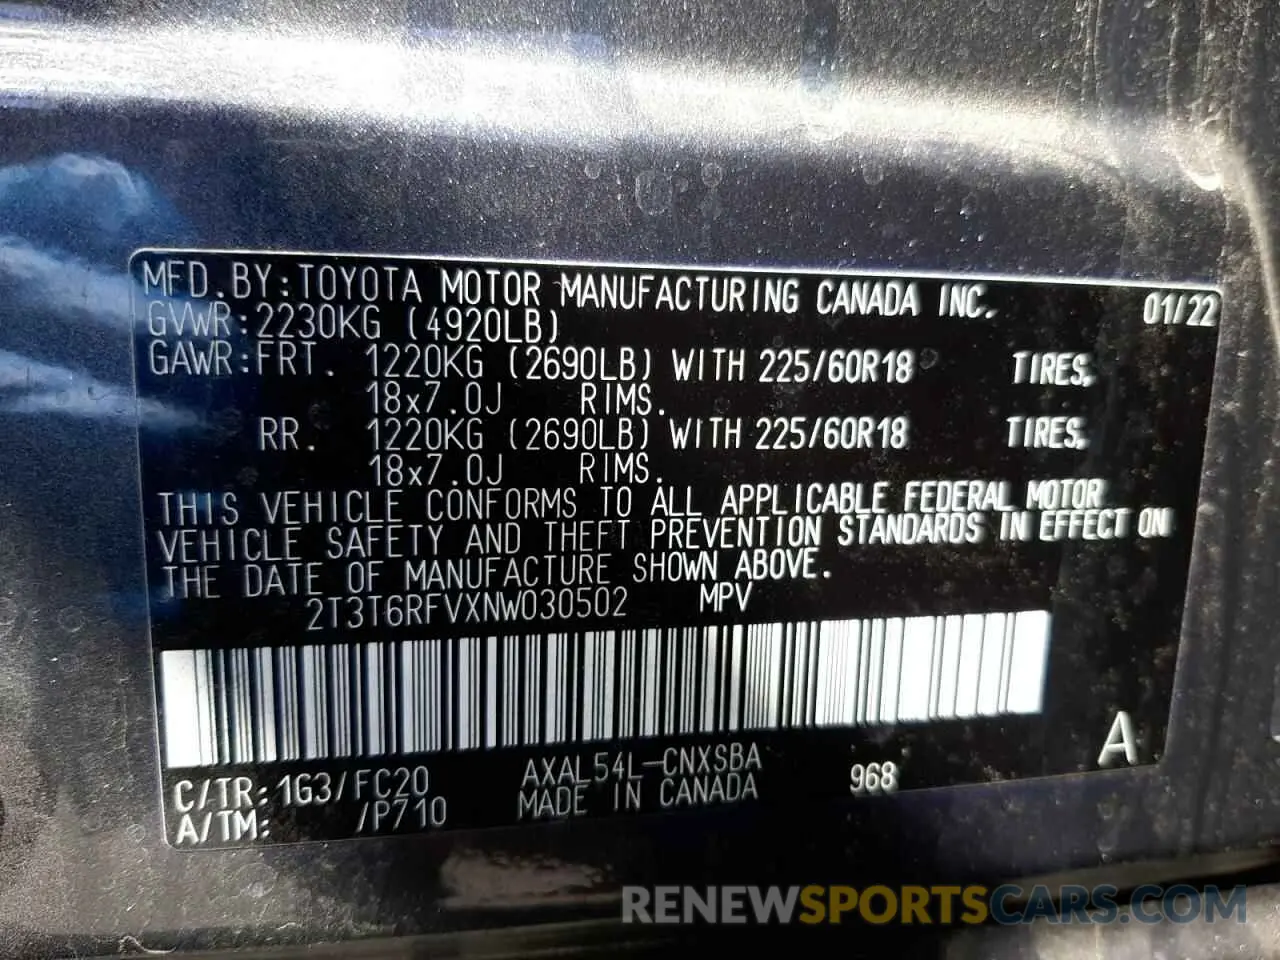 MFD.BY:TOYOTA MOTOR MANUFACTURING CANADA INC. 01/22
GVWR:2230KG (4920LB)
GAWR:FRT. 1220KG (2690LB) WITH 225/60R18 TIRES,
18x7.0J RIMS.
RR. 1220KG (2690LB) WITH 225/60R18 TIRES,
18x7.0J RIMS.
THIS VEHICLE CONFORMS TO ALL APPLICABLE FEDERAL MOTOR
VEHICLE SAFETY AND THEFT PREVENTION STANDARDS IN EFFECT ON
THE DATE OF MANUFACTURE SHOWN ABOVE.
2T3T6RFVXNW030502 MPV
A
C/TR:1G3/FC20 AXAL54L-CNXSBA 968
A/TM: /P710 MADE IN CANADA
RENEWSPORTSCARS.COM